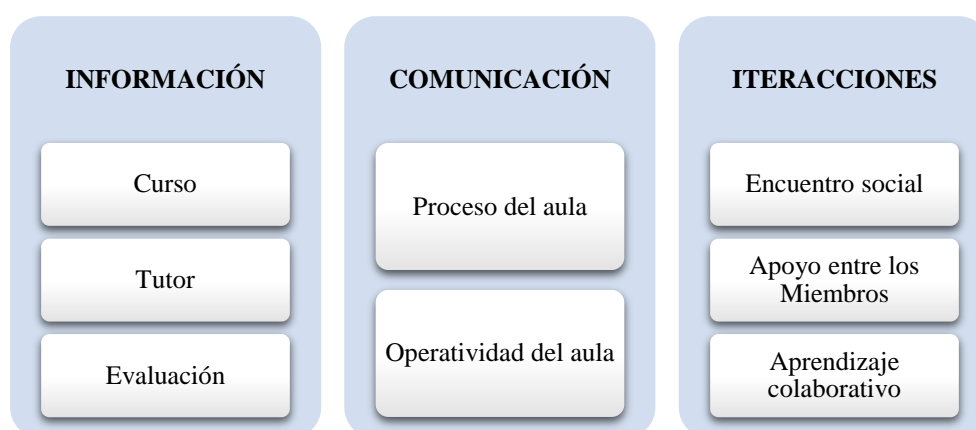 INFORMACIÓN
Curso
Tutor
Evaluación
COMUNICACIÓN
Proceso del aula
Operatividad del aula
ITERACCIONES
Encuentro social
Apoyo entre los
Miembros
Aprendizaje
colaborativo